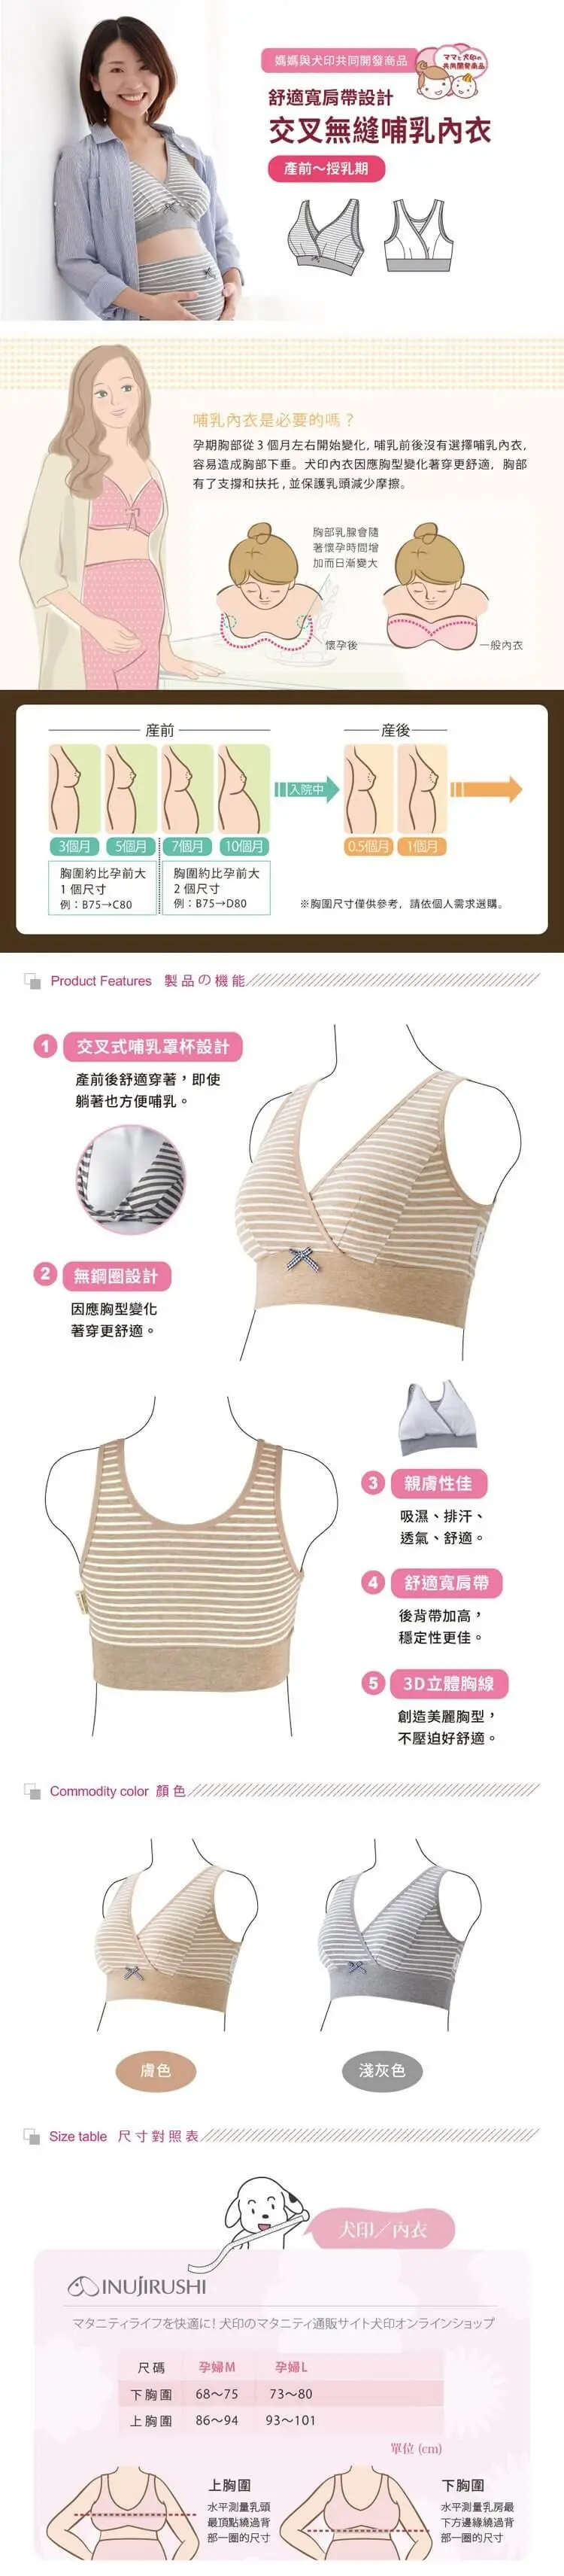 媽媽與犬印共同開發商品
ママと犬印の
共同開發商品
舒適寬肩帶設計
交叉無縫哺乳內衣
產前～授乳期
哺乳內衣是必要的嗎？
孕期胸部從 3 個月左右開始變化, 哺乳前後沒有選擇哺乳內衣,
容易造成胸部下垂。犬印內衣因應胸型變化著穿更舒適, 胸部
有了支撐和扶托, 並保護乳頭減少摩擦。
胸部乳腺會隨
著懷孕時間增
加而日漸變大
懷孕後
一般內衣
産前
産後
入院中
3個月
5個月
7個月
10個月
0.5個月
1個月
胸圍約比孕前大
1 個尺寸
例：B75→C80
胸圍約比孕前大
2 個尺寸
例：B75→D80
※胸圍尺寸僅供參考, 請依個人需求選購。
Product Features 製品の機能
1 交叉式哺乳罩杯設計
產前後舒適穿著，即使
躺著也方便哺乳。
2 無鋼圈設計
因應胸型變化
著穿更舒適。
3 親膚性佳
吸濕、排汗、
透氣、舒適。
4 舒適寬肩帶
後背帶加高，
穩定性更佳。
5 3D立體胸線
創造美麗胸型，
不壓迫好舒適。
Commodity color 顏色
膚色
淺灰色
Size table 尺寸對照表
犬印／內衣
INUJIRUSHI
マタニティライフを快適に! 犬印のマタニティ通販サイト犬印オンラインショップ
尺碼 孕婦M 孕婦L
下胸圍 68～75 73～80
上胸圍 86～94 93～101
單位 (cm)
上胸圍
水平測量乳頭
最頂點繞過背
部一圈的尺寸
下胸圍
水平測量乳房最
下方邊緣繞過背
部一圈的尺寸